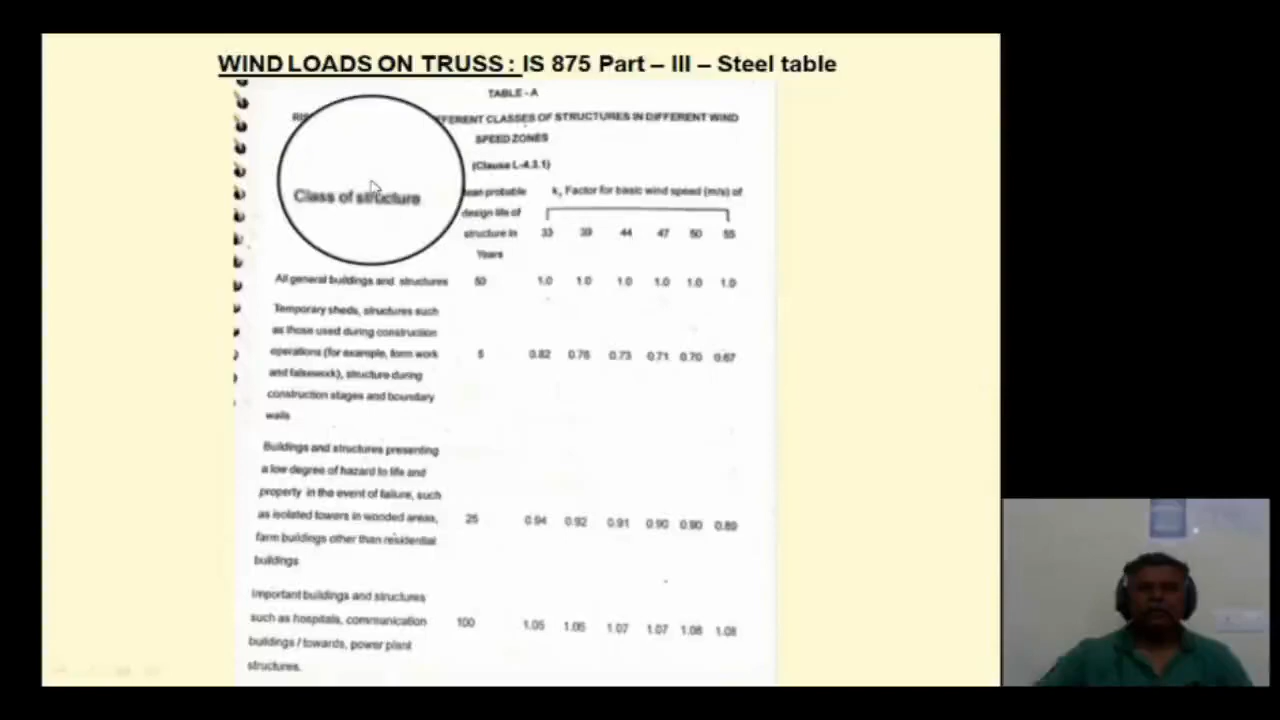 WIND LOADS ON TRUSS : IS 875 Part – III – Steel table
TABLE - A
RIS FFERENT CLASSES OF STRUCTURES IN DIFFERENT WIND
SPEED ZONES
(Clause L-4.3.1)
Class of structure
ean probable
design life of
structure in
Years
k, Factor for basic wind speed (m/s) of
33 39 44 47 50 55
All general buildings and structures 50 1.0 1.0 1.0 1.0 1.0 1.0
Temporary sheds, structures such
as those used during construction
operations (for example, form work 5 0.82 0.76 0.73 0.71 0.70 0.67
and falsework), structure during
construction stages and boundary
walls
Buildings and structures presenting
a low degree of hazard to life and
property in the event of failure, such
as isolated towers in wooded areas, 25 0.94 0.92 0.91 0.90 0.90 0.89
farm buildings other than residential
buildings
Important buildings and structures
such as hospitals, communication 100 1.05 1.06 1.07 1.07 1.08 1.08
buildings / towards, power plant
structures.